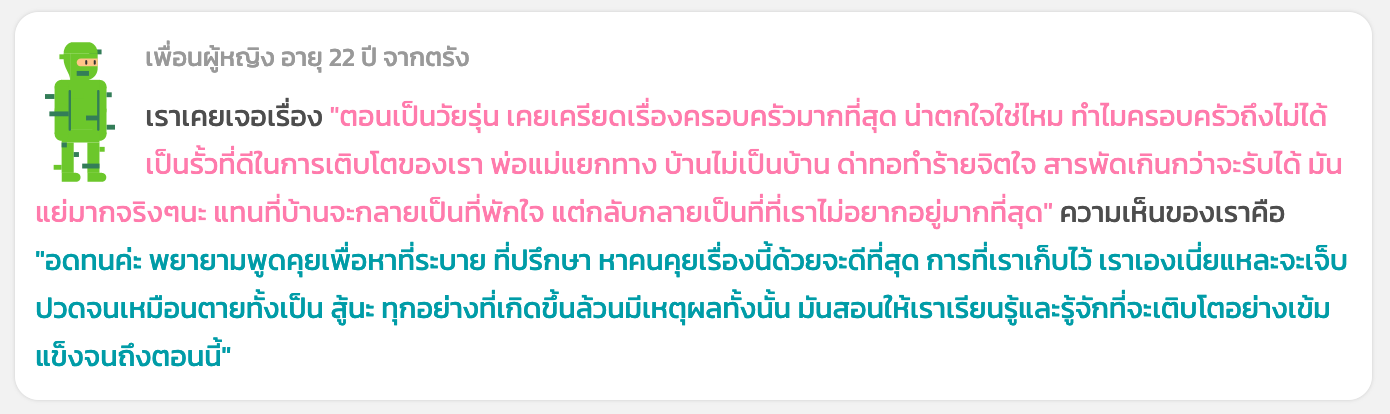 เพื่อนผู้หญิง อายุ 22 ปี จากตรัง
เราเคยเจอเรื่อง "ตอนเป็นวัยรุ่น เคยเครียดเรื่องครอบครัวมากที่สุด น่าตกใจใช่ไหม ทำไมครอบครัวถึงไม่ได้
เป็นรั้วที่ดีในการเติบโตของเรา พ่อแม่แยกทาง บ้านไม่เป็นบ้าน ด่าทอทำร้ายจิตใจ สารพัดเกินกว่าจะรับได้ มัน
แย่มากจริงๆนะ แทนที่บ้านจะกลายเป็นที่พักใจ แต่กลับกลายเป็นที่ที่เราไม่อยากอยู่มากที่สุด" ความเห็นของเราคือ
"อดทนค่ะ พยายามพูดคุยเพื่อหาที่ระบาย ที่ปรึกษา หาคนคุยเรื่องนี้ด้วยจะดีที่สุด การที่เราเก็บไว้ เราเองเนี่ยแหละจะเจ็บ
ปวดจนเหมือนตายทั้งเป็น สู้นะ ทุกอย่างที่เกิดขึ้นล้วนมีเหตุผลทั้งนั้น มันสอนให้เราเรียนรู้และรู้จักที่จะเติบโตอย่างเข้ม
แข็งจนถึงตอนนี้"